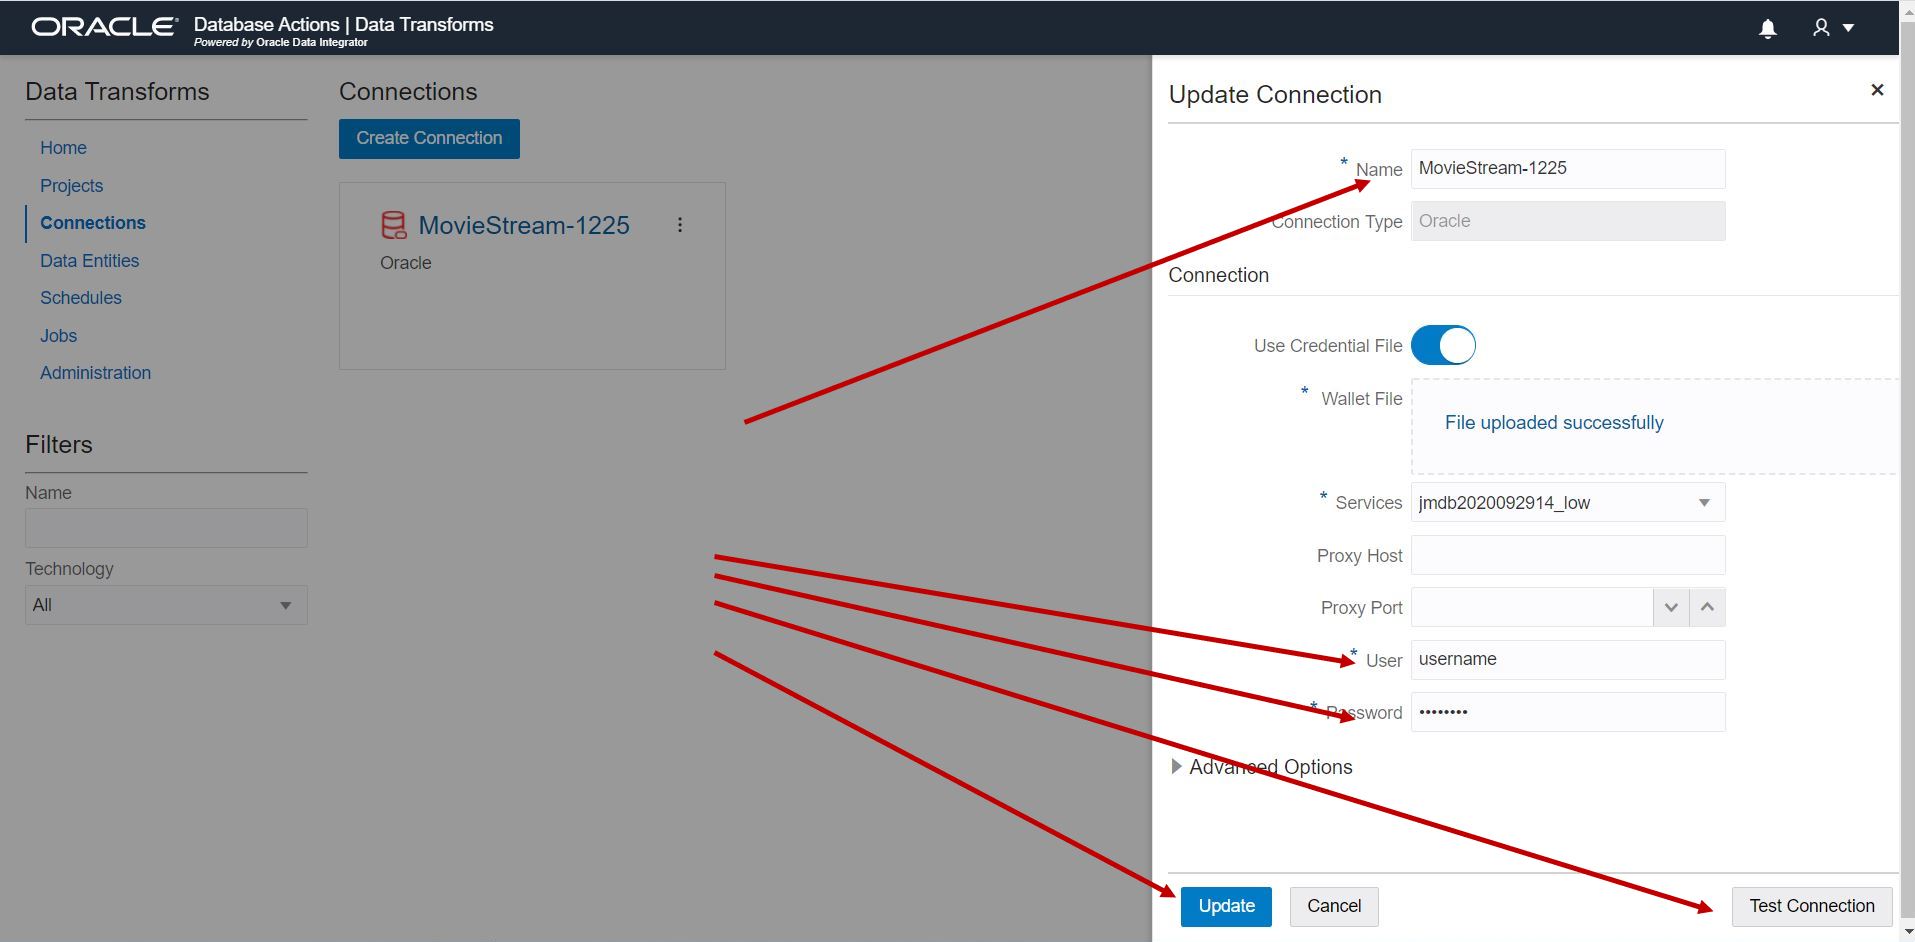 ORACLE
Database Actions | Data Transforms
Powered by Oracle Data Integrator
Data Transforms
Home
Projects
Connections
Data Entities
Schedules
Jobs
Administration
Filters
Name
Technology
All
Connections
Create Connection
MovieStream-1225
Oracle
Update Connection
* Name MovieStream-1225
Connection Type Oracle
Connection
Use Credential File
* Wallet File
File uploaded successfully
* Services jmdb2020092914_low
Proxy Host
Proxy Port
* User username
* Password ••••••••
Advanced Options
Update Cancel Test Connection